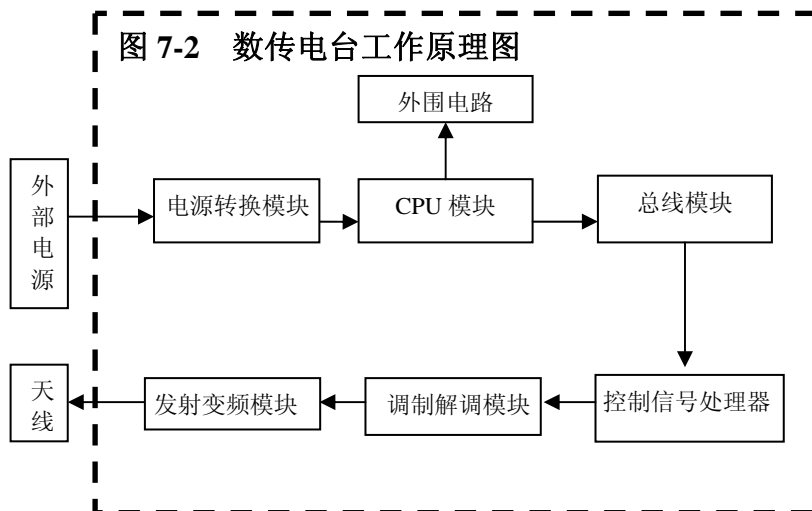 图 7-2 数传电台工作原理图
外围电路
外部电源
电源转换模块
CPU 模块
总线模块
天线
发射变频模块
调制解调模块
控制信号处理器